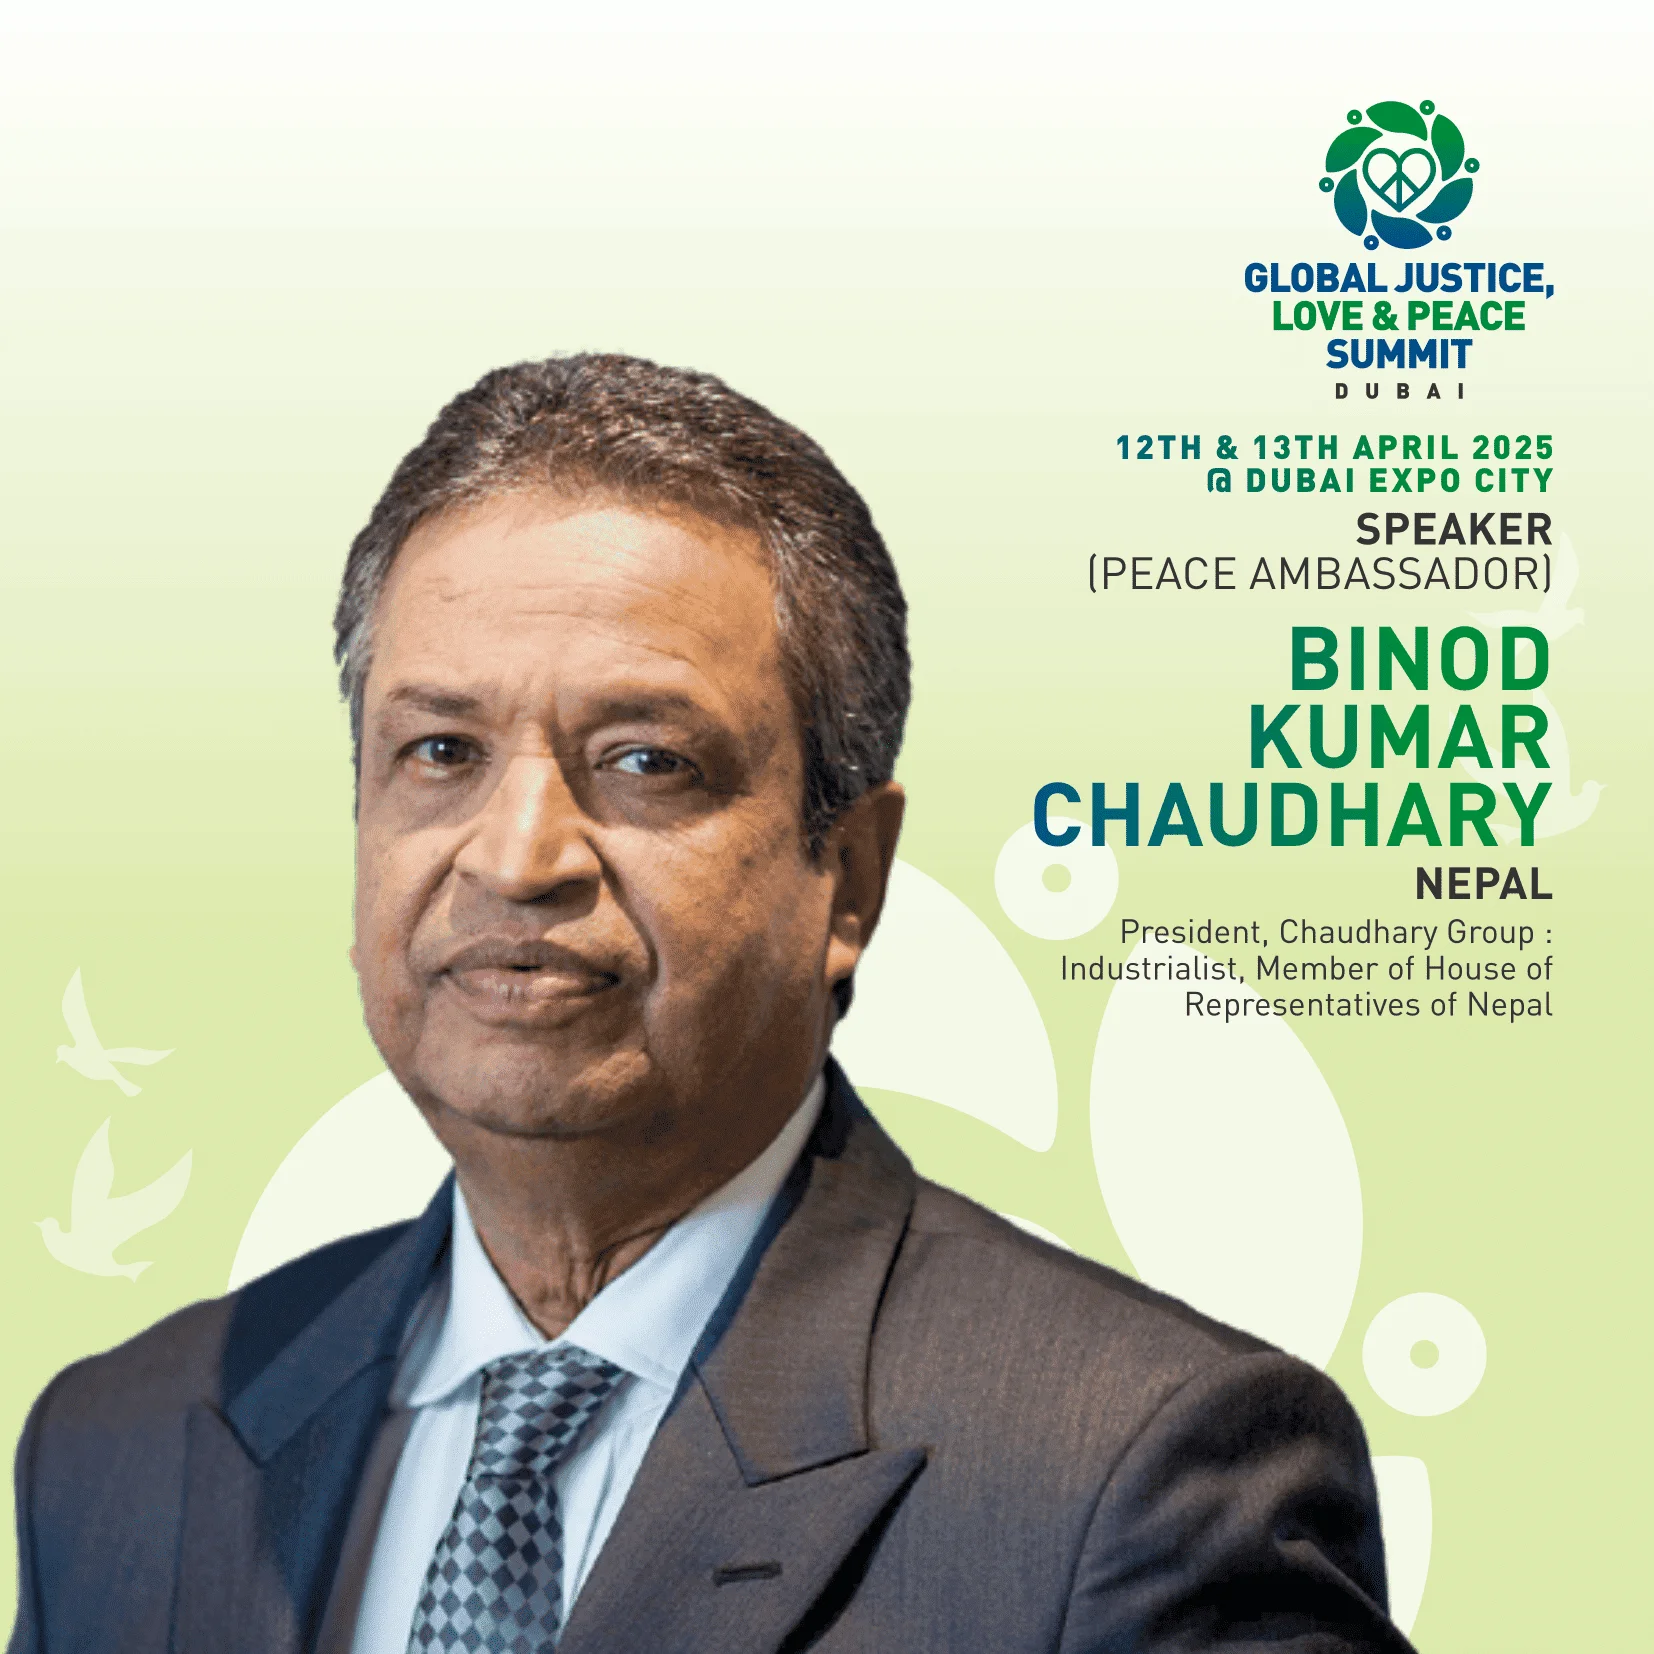 GLOBAL JUSTICE,
LOVE & PEACE
SUMMIT
DUBAI
12TH & 13TH APRIL 2025
@ DUBAI EXPO CITY
SPEAKER
(PEACE AMBASSADOR)
BINOD
KUMAR
CHAUDHARY
NEPAL
President, Chaudhary Group :
Industrialist, Member of House of
Representatives of Nepal